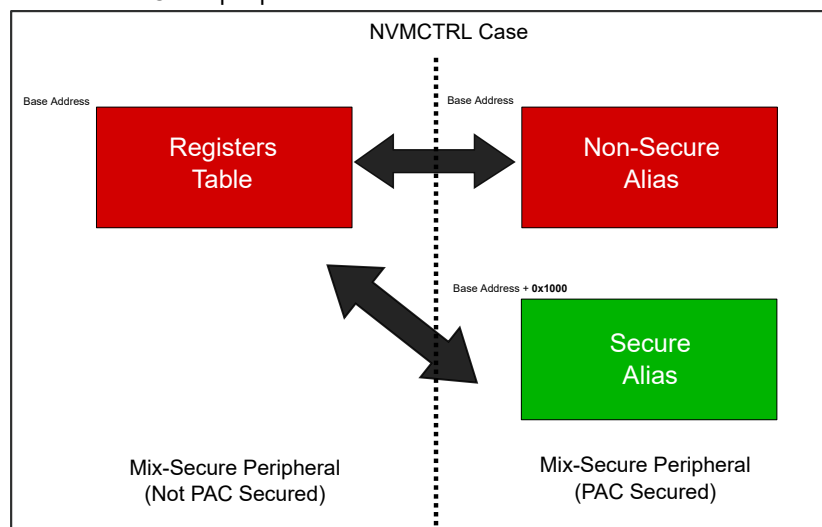 NVMCTRL Case
Base Address
Registers
Table
Base Address
Non-Secure
Alias
Base Address + 0x1000
Secure
Alias
Mix-Secure Peripheral
(Not PAC Secured)
Mix-Secure Peripheral
(PAC Secured)